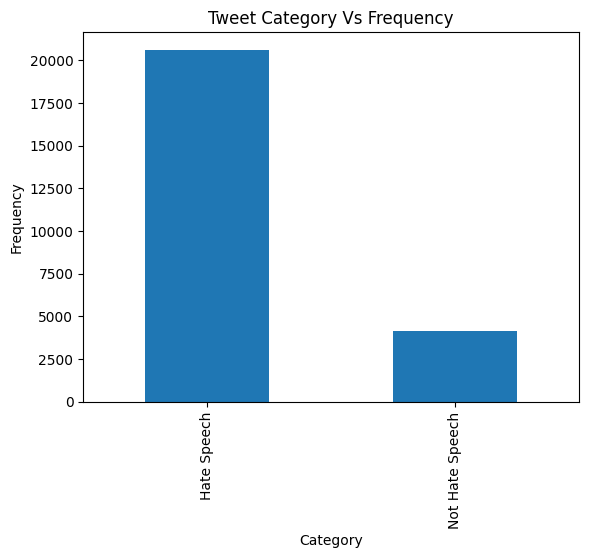 Tweet Category Vs Frequency
20000
17500
15000
12500
10000
7500
5000
2500
0
Frequency
Hate Speech
Not Hate Speech
Category